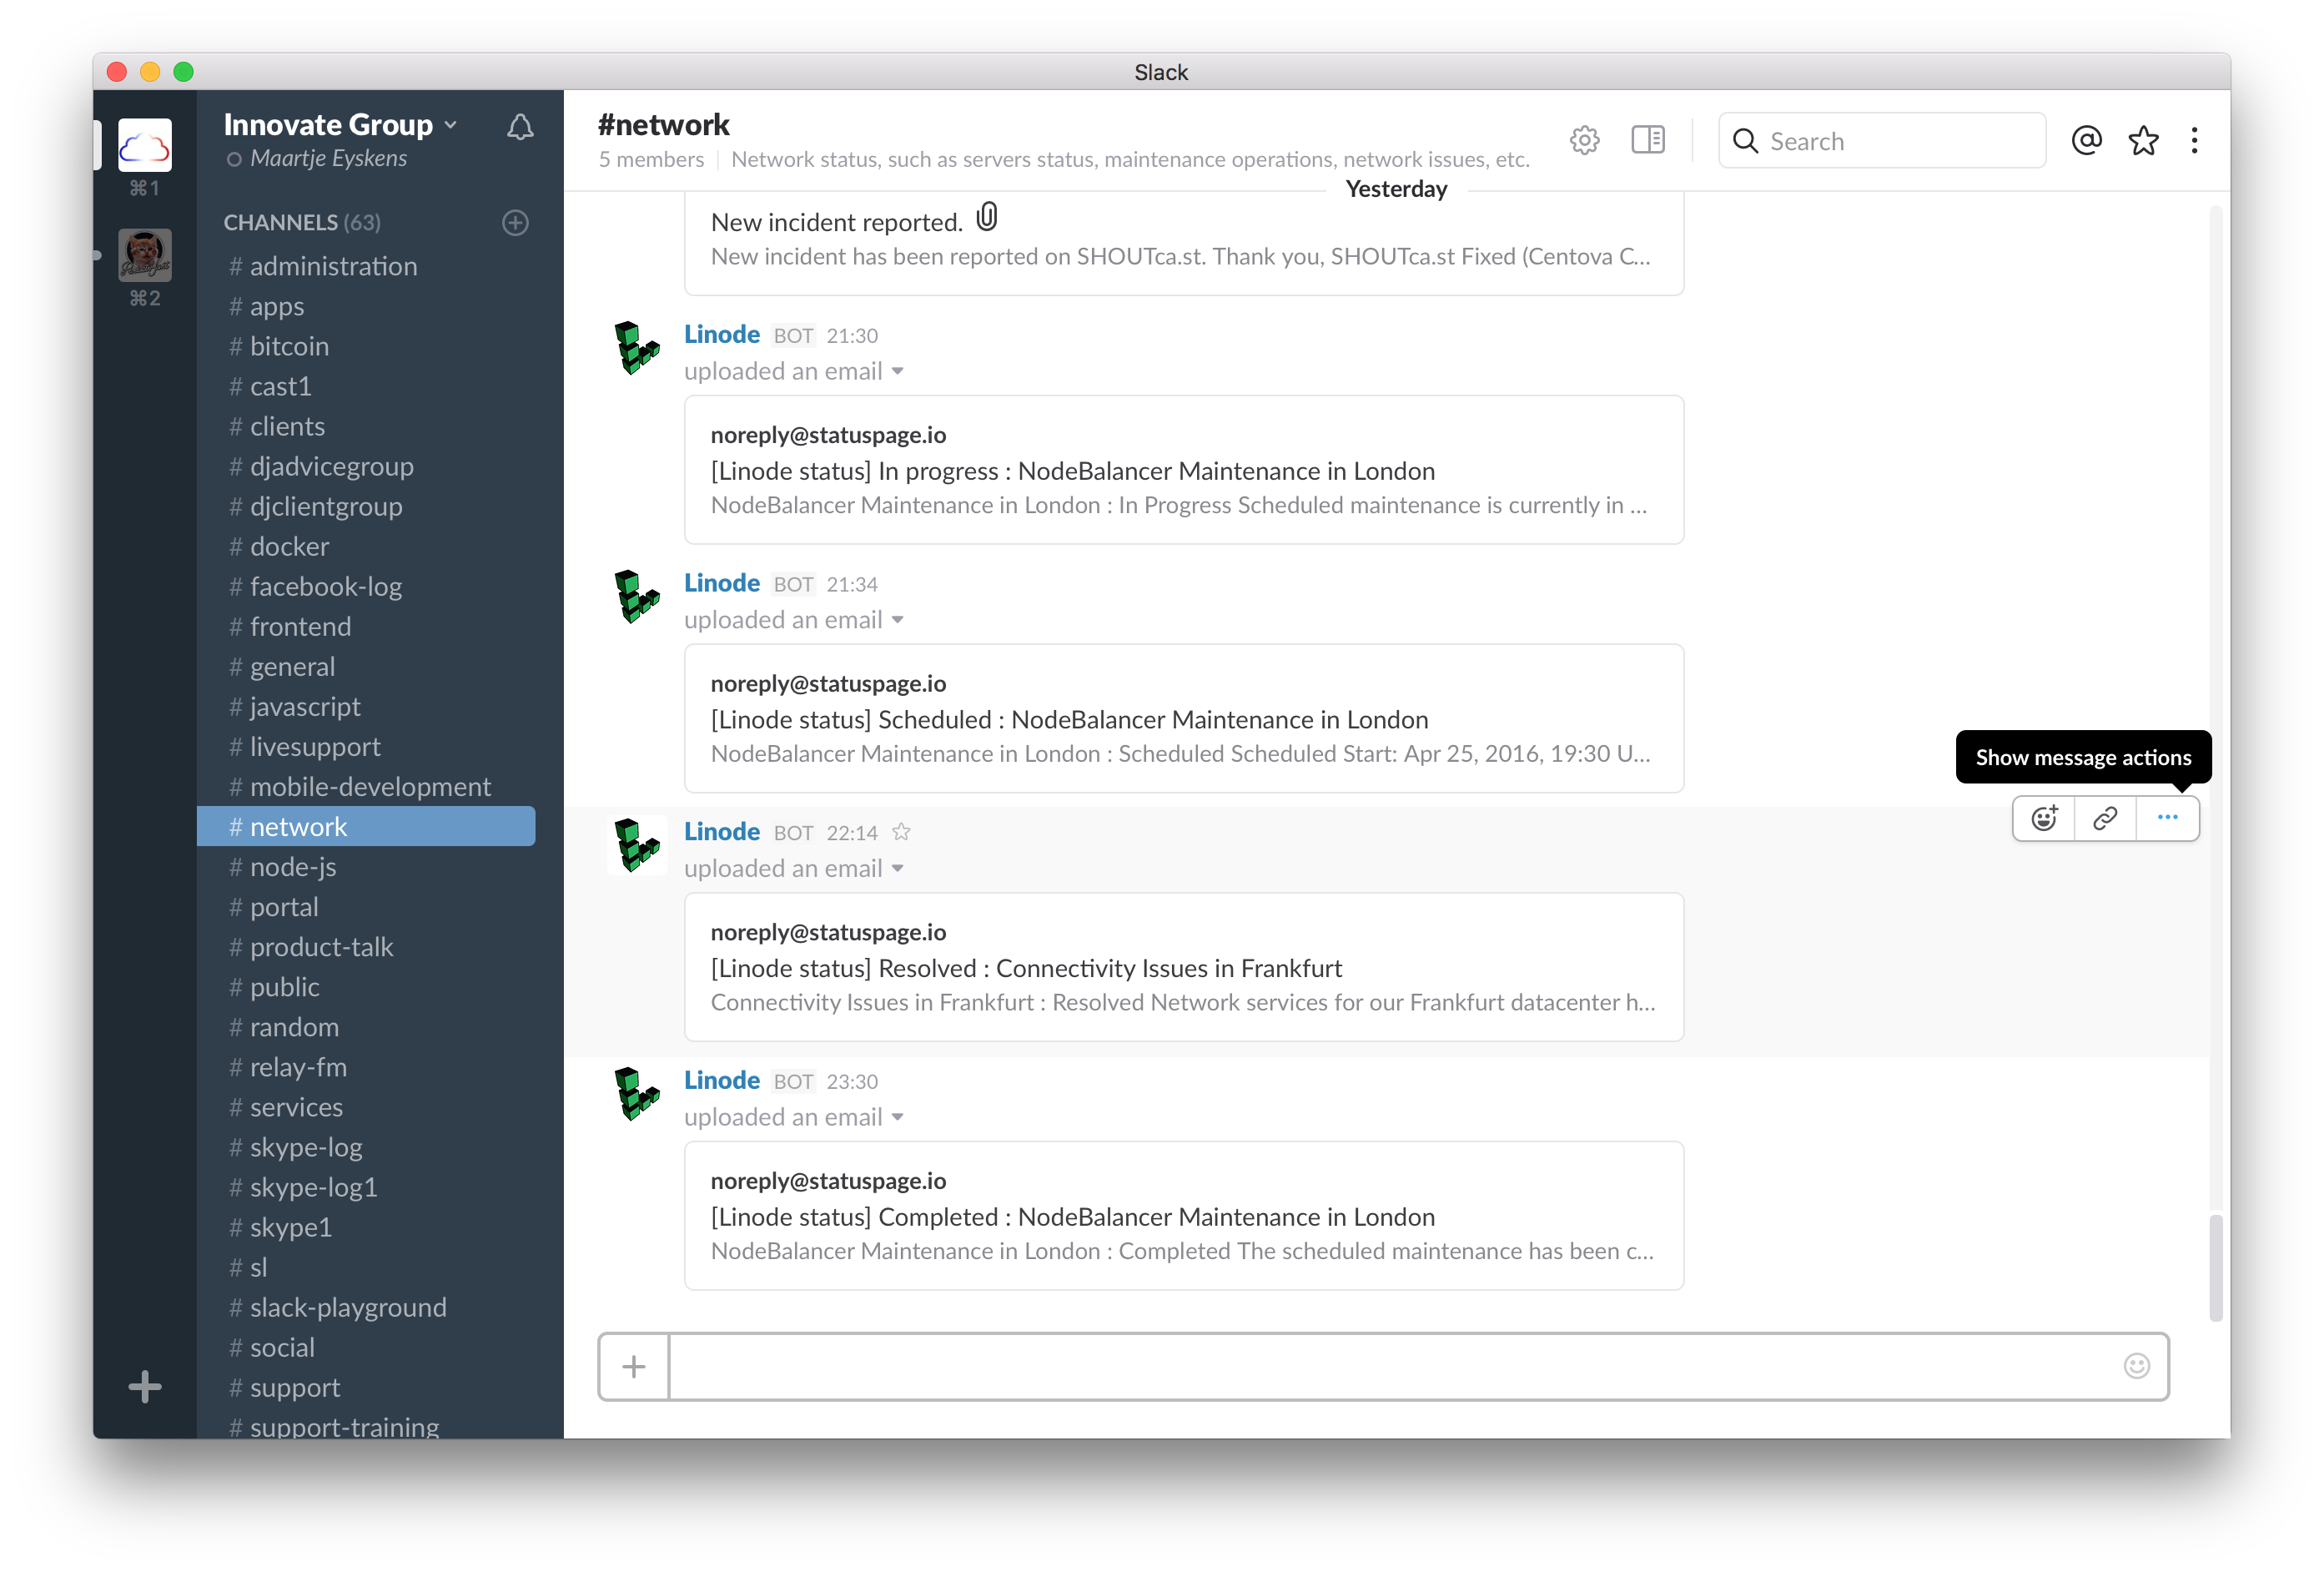 Slack
⌘1
⌘2
Innovate Group
Maartje Eyskens
CHANNELS (63)
# administration
# apps
# bitcoin
# cast1
# clients
# djadvicegroup
# djclientgroup
# docker
# facebook-log
# frontend
# general
# javascript
# livesupport
# mobile-development
# network
# node-js
# portal
# product-talk
# public
# random
# relay-fm
# services
# skype-log
# skype-log1
# skype1
# sl
# slack-playground
# social
# support
# support-training
#network
5 members Network status, such as servers status, maintenance operations, network issues, etc.
Search
Yesterday
New incident reported.
New incident has been reported on SHOUTca.st. Thank you, SHOUTca.st Fixed (Centova C...
Linode BOT 21:30
uploaded an email
noreply@statuspage.io
[Linode status] In progress : NodeBalancer Maintenance in London
NodeBalancer Maintenance in London : In Progress Scheduled maintenance is currently in ...
Linode BOT 21:34
uploaded an email
noreply@statuspage.io
[Linode status] Scheduled : NodeBalancer Maintenance in London
NodeBalancer Maintenance in London : Scheduled Scheduled Start: Apr 25, 2016, 19:30 U...
Show message actions
Linode BOT 22:14
uploaded an email
noreply@statuspage.io
[Linode status] Resolved : Connectivity Issues in Frankfurt
Connectivity Issues in Frankfurt : Resolved Network services for our Frankfurt datacenter h...
Linode BOT 23:30
uploaded an email
noreply@statuspage.io
[Linode status] Completed : NodeBalancer Maintenance in London
NodeBalancer Maintenance in London : Completed The scheduled maintenance has been c...